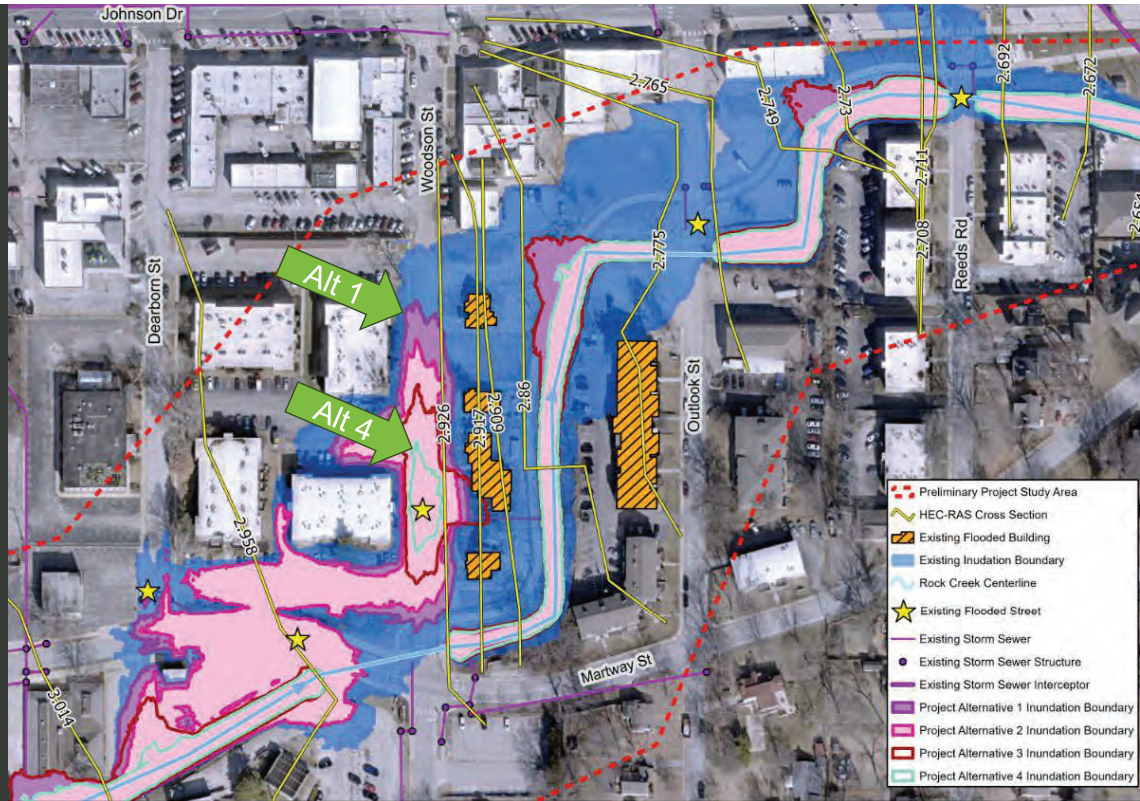 Johnson Dr
Woodson St
Dearborn St
Outlook St
Reeds Rd
Martway St
Alt 1
Alt 4
2.765
2.749
2.73
2.692
2.672
2.711
2.708
2.775
2.926
2.917
2.909
2.86
2.958
3.014
Preliminary Project Study Area
HEC-RAS Cross Section
Existing Flooded Building
Existing Inudation Boundary
Rock Creek Centerline
Existing Flooded Street
Existing Storm Sewer
Existing Storm Sewer Structure
Existing Storm Sewer Interceptor
Project Alternative 1 Inundation Boundary
Project Alternative 2 Inundation Boundary
Project Alternative 3 Inundation Boundary
Project Alternative 4 Inundation Boundary